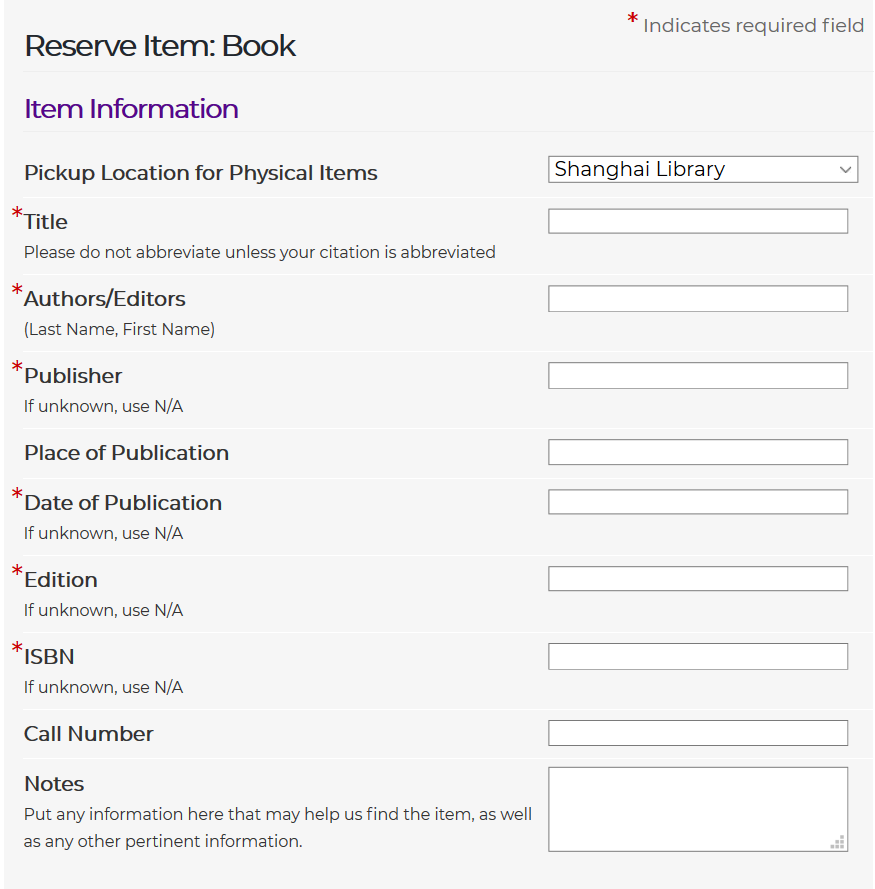 * Indicates required field
Reserve Item: Book
Item Information
Pickup Location for Physical Items
Shanghai Library
*Title
Please do not abbreviate unless your citation is abbreviated
*Authors/Editors
(Last Name, First Name)
*Publisher
If unknown, use N/A
Place of Publication
*Date of Publication
If unknown, use N/A
*Edition
If unknown, use N/A
*ISBN
If unknown, use N/A
Call Number
Notes
Put any information here that may help us find the item, as well
as any other pertinent information.